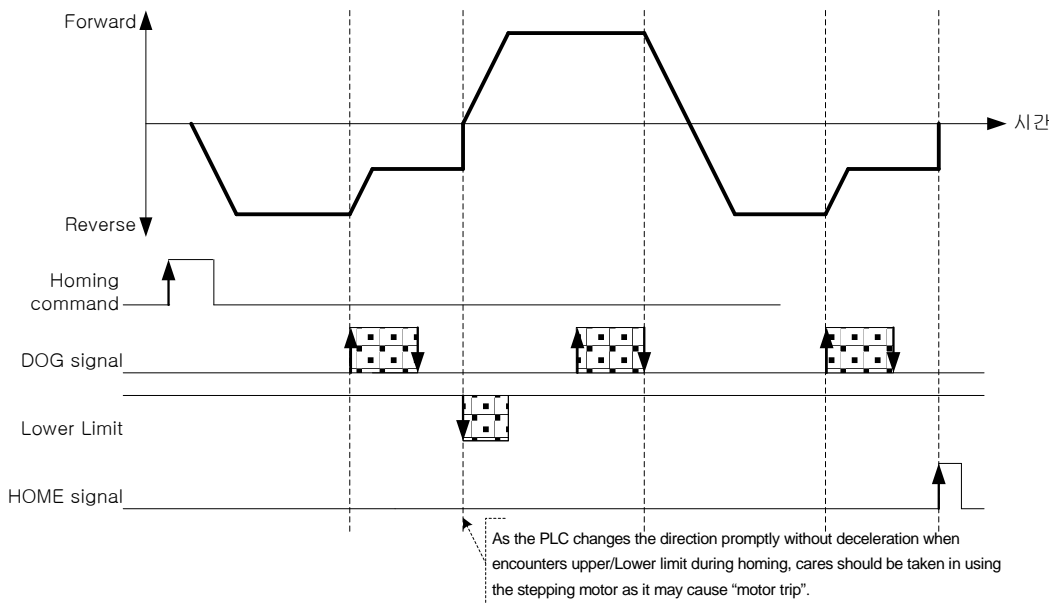 Forward
시간
Reverse
Homing
command
DOG signal
Lower Limit
HOME signal
As the PLC changes the direction promptly without deceleration when
encounters upper/Lower limit during homing, cares should be taken in using
the stepping motor as it may cause “motor trip”.